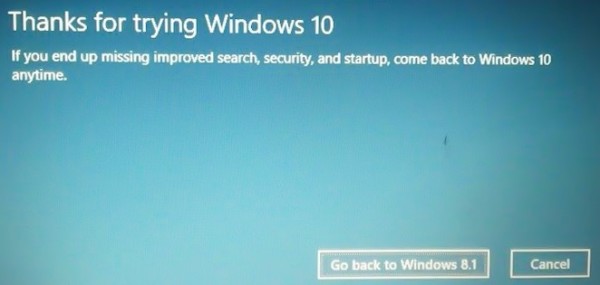 Thanks for trying Windows 10
If you end up missing improved search, security, and startup, come back to Windows 10
anytime.
Go back to Windows 8.1
Cancel